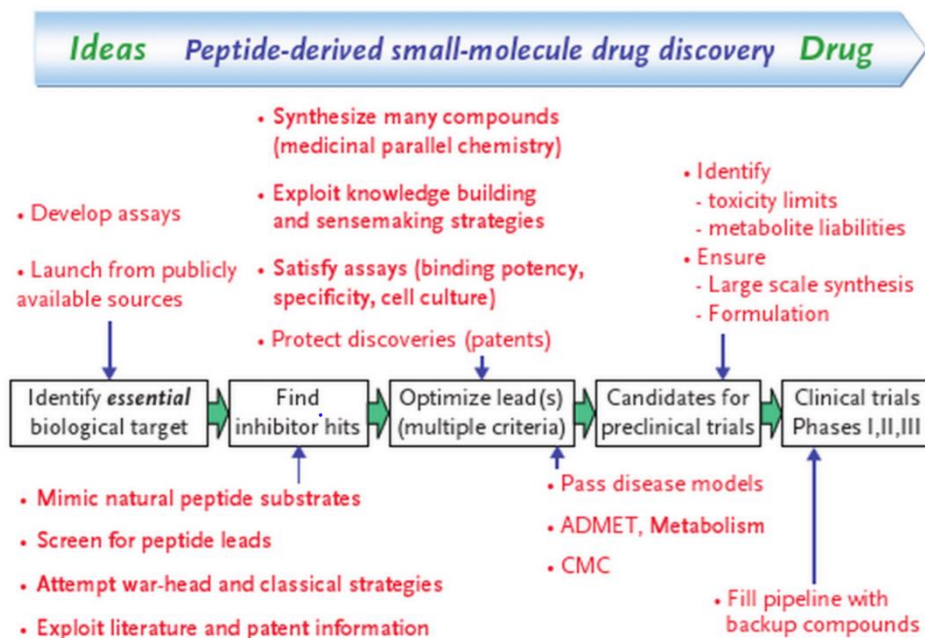 Ideas Peptide-derived small-molecule drug discovery Drug
• Synthesize many compounds
(medicinal parallel chemistry)
• Exploit knowledge building
and sensemaking strategies
• Satisfy assays (binding potency,
specificity, cell culture)
• Protect discoveries (patents)
• Develop assays
• Launch from publicly
available sources
• Identify
- toxicity limits
- metabolite liabilities
• Ensure
- Large scale synthesis
- Formulation
Identify essential
biological target
Find
inhibitor hits
Optimize lead(s)
(multiple criteria)
Candidates for
preclinical trials
Clinical trials
Phases I,II,III
• Mimic natural peptide substrates
• Screen for peptide leads
• Attempt war-head and classical strategies
• Exploit literature and patent information
• Pass disease models
• ADMET, Metabolism
• CMC
• Fill pipeline with
backup compounds